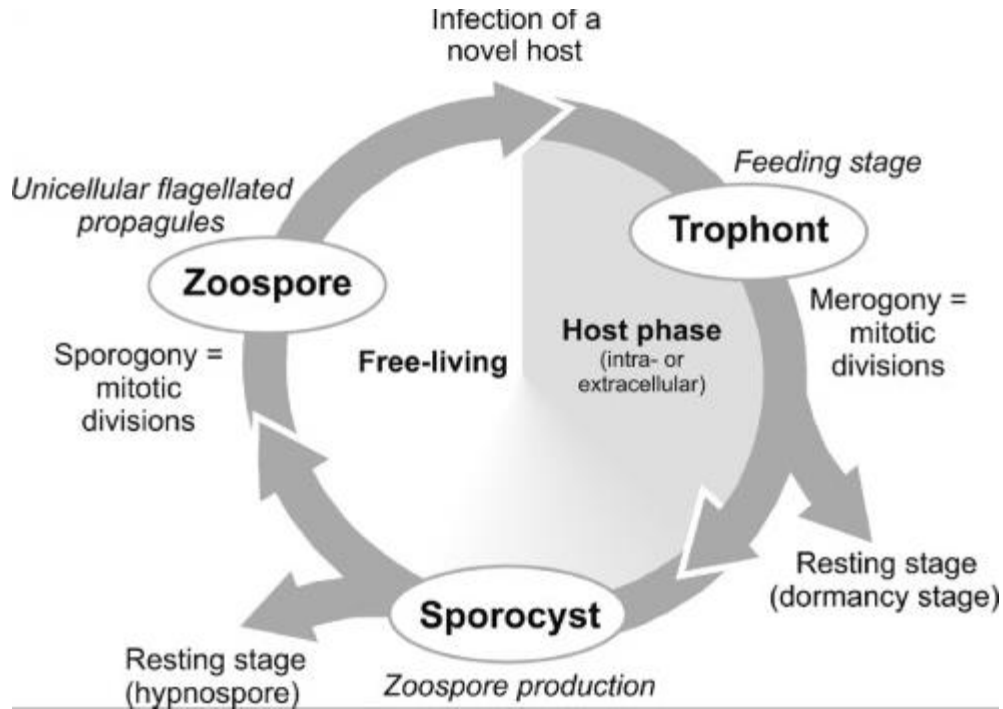 Infection of a
novel host
Feeding stage
Unicellular flagellated
propagules
Trophont
Zoospore
Merogony =
mitotic
divisions
Host phase
(intra- or
extracellular)
Free-living
Sporogony =
mitotic
divisions
Resting stage
(dormancy stage)
Sporocyst
Resting stage
(hypnospore)
Zoospore production